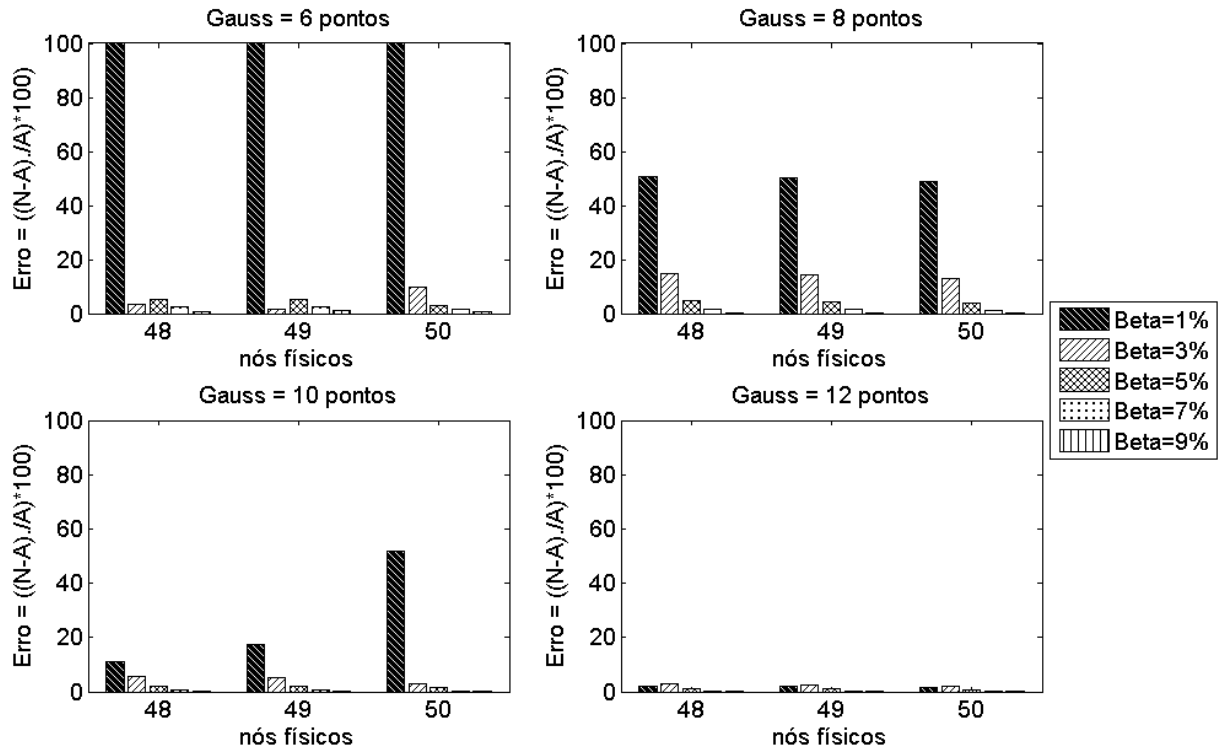 Gauss = 6 pontos
Erro = ((N-A)./A)*100)
100
80
60
40
20
0
48
49
50
nós físicos
Gauss = 8 pontos
Erro = ((N-A)./A)*100)
100
80
60
40
20
0
48
49
50
nós físicos
Gauss = 10 pontos
Erro = ((N-A)./A)*100)
100
80
60
40
20
0
48
49
50
nós físicos
Gauss = 12 pontos
Erro = ((N-A)./A)*100)
100
80
60
40
20
0
48
49
50
nós físicos
Beta=1%
Beta=3%
Beta=5%
Beta=7%
Beta=9%